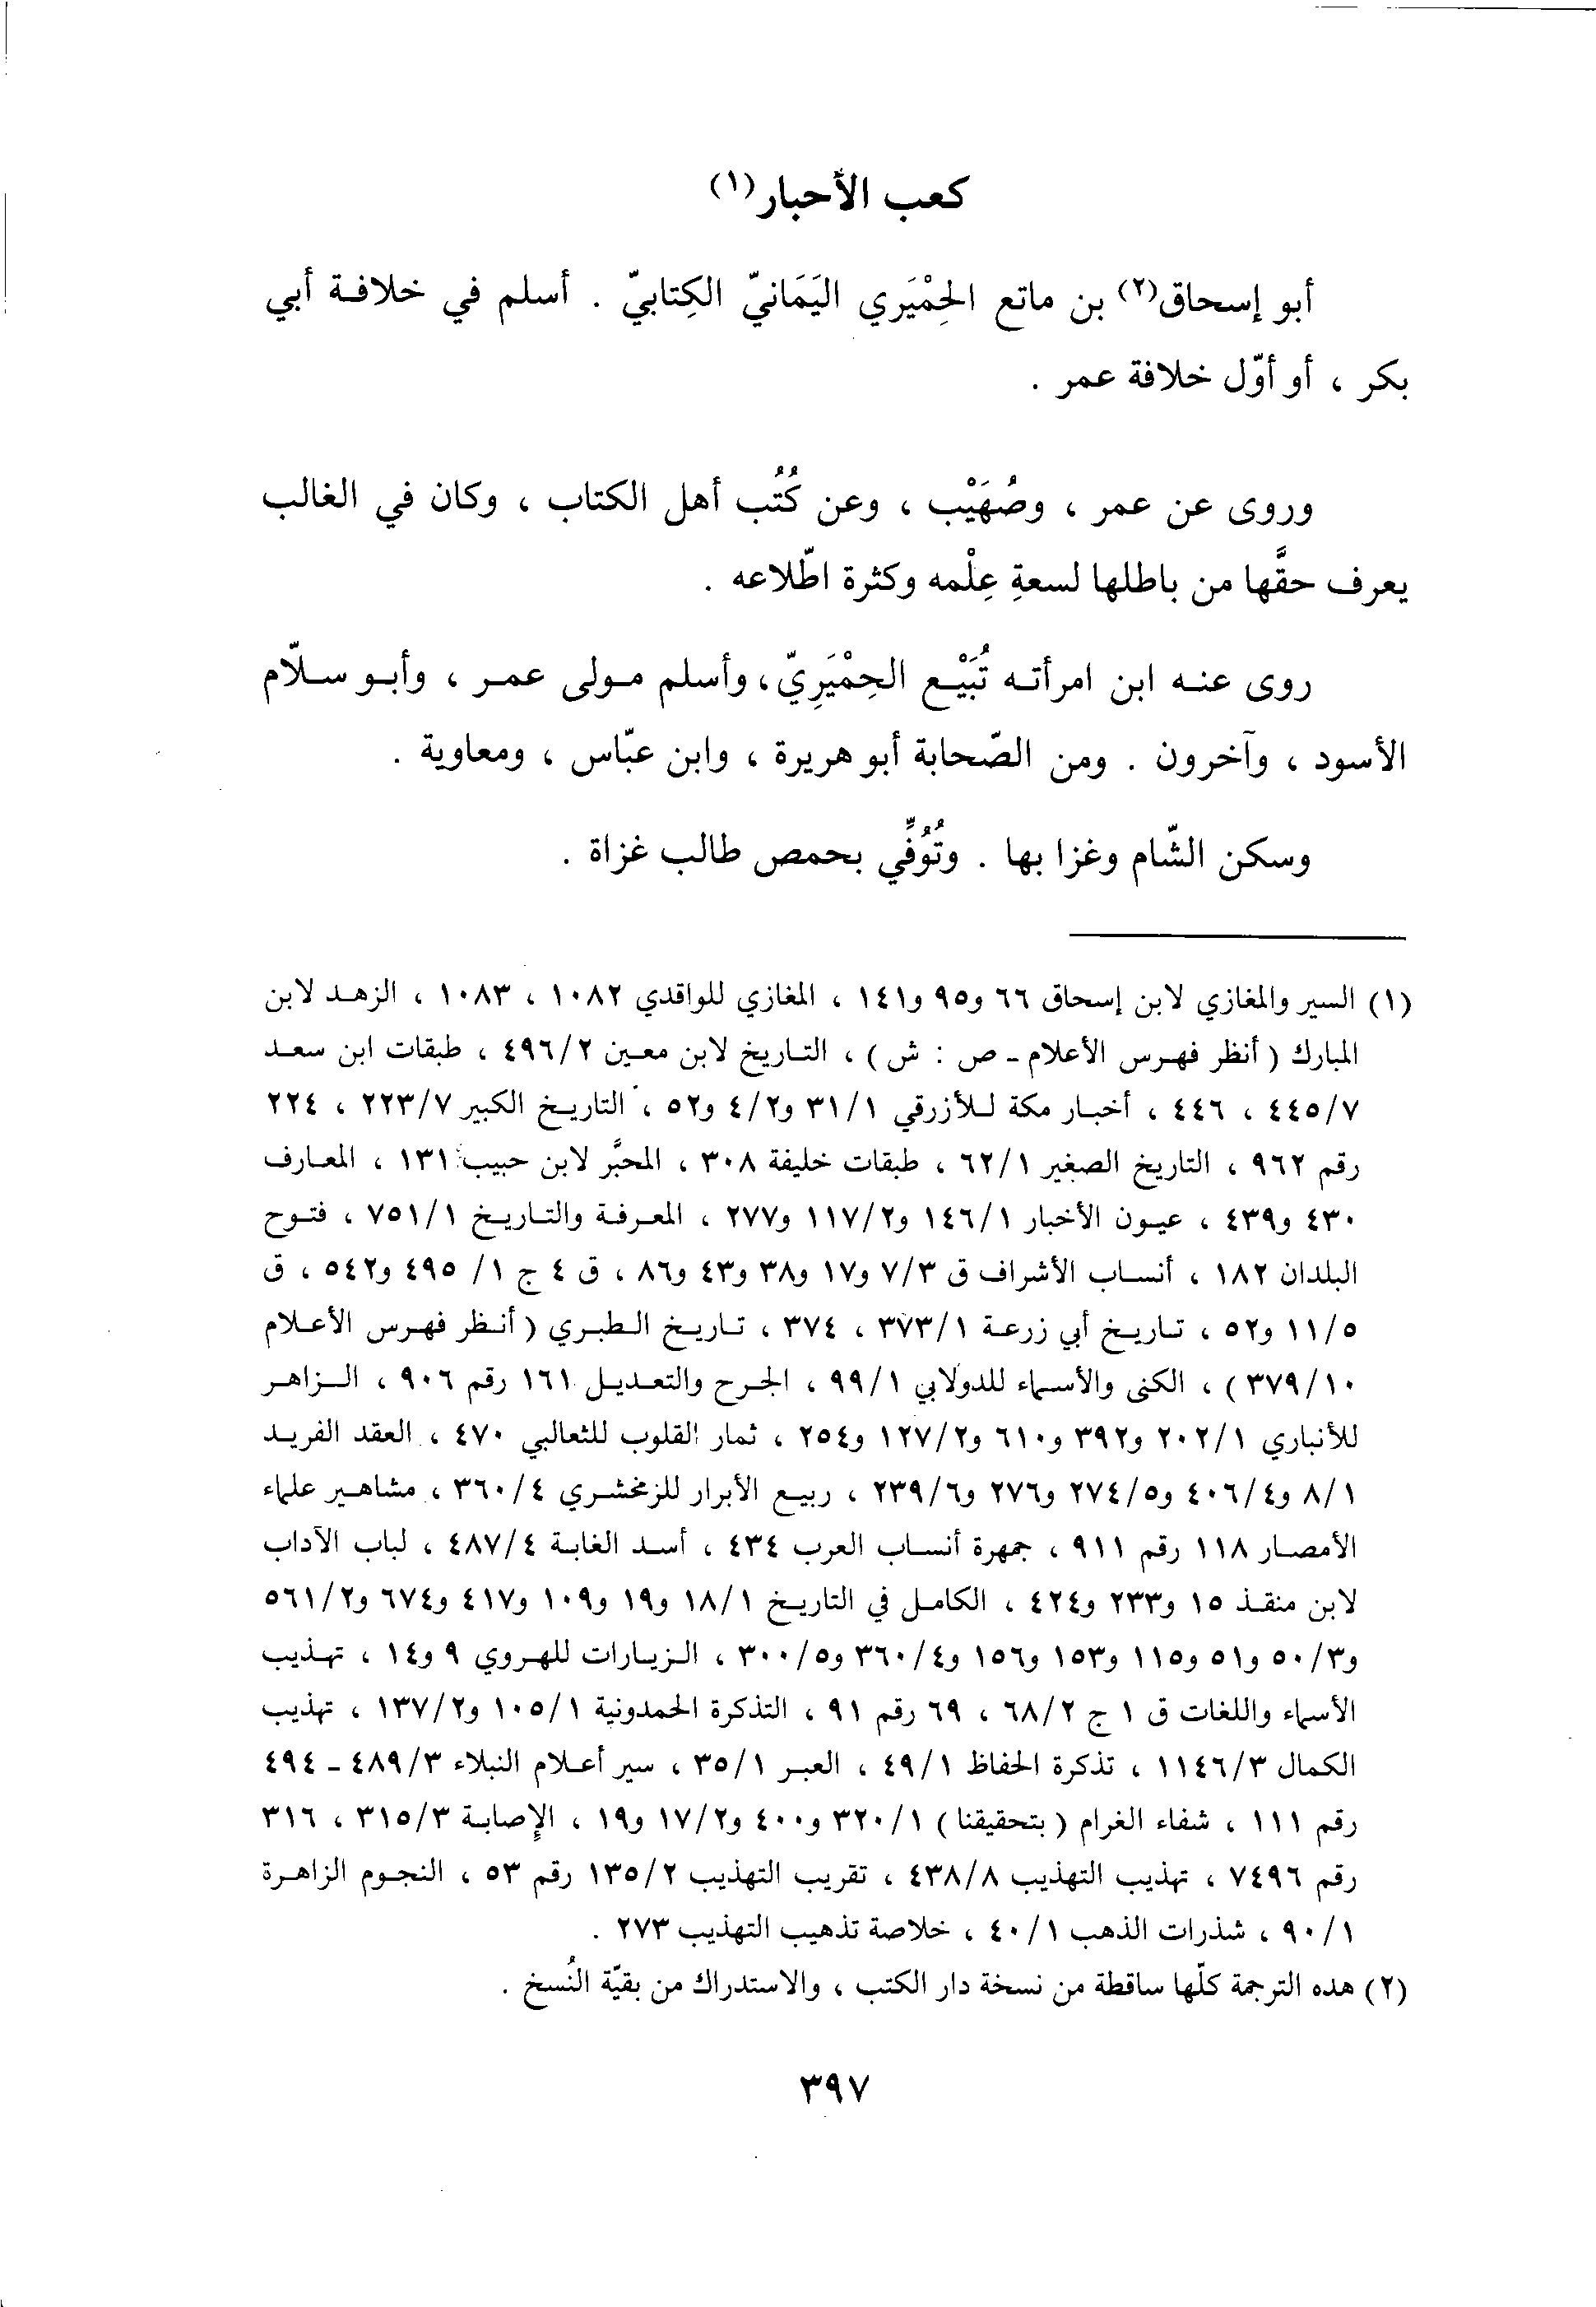 كعب الأحبار(١)
أبو إسحاق(٢) بن ماتع الحِمْيَري اليَمَانيّ الكِتابيّ . أسلم في خلافة أبي
بكر ، أو أوّل خلافة عمر .
وروى عن عمر ، وصُهَيْب ، وعن كُتُب أهل الكتاب ، وكان في الغالب
يعرف حقَّها من باطلها لسعةِ عِلْمه وكثرة اطّلاعه .
روى عنه ابن امرأته تُبَيْع الحِمْيَرِيّ، وأسلم مولى عمر ، وأبو سلاّم
الأسود ، وآخرون . ومن الصّحابة أبو هريرة ، وابن عبّاس ، ومعاوية .
وسكن الشّام وغزا بها . وتُوُفِّي بحمص طالب غزاة .
(١) السير والمغازي لابن إسحاق ٦٦ و٩٥ و١٤١ ، المغازي للواقدي ١٠٨٢ ، ١٠٨٣ ، الزهد لابن
المبارك ( أنظر فهرس الأعلام - ص : ش ) ، التاريخ لابن معين ٤٩٦/٢ ، طبقات ابن سعد
٤٤٥/٧ ، ٤٤٦ ، أخبار مكة للأزرقي ٣١/١ و٤/٢ و٥٢ ، التاريخ الكبير ٢٢٣/٧ ، ٢٢٤
رقم ٩٦٢ ، التاريخ الصغير ٦٢/١ ، طبقات خليفة ٣٠٨ ، المحبَّر لابن حبيب ١٣١ ، المعارف
٤٣٠ و٤٣٩ ، عيون الأخبار ١٤٦/١ و١١٧/٢ و٢٧٧ ، المعرفة والتاريخ ٧٥١/١ ، فتوح
البلدان ١٨٢ ، أنساب الأشراف ق ٧/٣ و١٧ و٣٨ و٤٣ و٨٦ ، ق ٤ ج ١/ ٤٩٥ و٥٤٢ ، ق
١١/٥ و٥٢ ، تاريخ أبي زرعة ٣٧٣/١ ، ٣٧٤ ، تاريخ الطبري ( أنظر فهرس الأعلام
٣٧٩/١٠ ) ، الكنى والأسماء للدولابي ٩٩/١ ، الجرح والتعديل ١٦١ رقم ٩٠٦ ، الزاهر
للأنباري ٢٠٢/١ و٣٩٢ و٦١٠ و١٢٧/٢ و٢٥٤ ، ثمار القلوب للثعالبي ٤٧٠ ، العقد الفريد
٨/١ و٤٠٦/٤ و٢٧٤/٥ و٢٧٦ و٢٣٩/٦ ، ربيع الأبرار للزمخشري ٣٦٠/٤ ، مشاهير علماء
الأمصار ١١٨ رقم ٩١١ ، جمهرة أنساب العرب ٤٣٤ ، أسد الغابة ٤٨٧/٤ ، لباب الآداب
لابن منقذ ١٥ و٢٣٣ و٤٢٤ ، الكامل في التاريخ ١٨/١ و١٩ و١٠٩ و٤١٧ و٦٧٤ و٥٦١/٢
و٥٠/٣ و٥١ و١١٥ و١٥٣ و١٥٦ و٣٦٠/٤ و٣٠٠/٥ ، الزيارات للهروي ٩ و١٤ ، تهذيب
الأسماء واللغات ق ١ ج ٦٨/٢ ، ٦٩ رقم ٩١ ، التذكرة الحمدونية ١٠٥/١ و١٣٧/٢ ، تهذيب
الكمال ١١٤٦/٣ ، تذكرة الحفاظ ٤٩/١ ، العبر ٣٥/١ ، سير أعلام النبلاء ٤٨٩/٣ - ٤٩٤
رقم ١١١ ، شفاء الغرام ( بتحقيقنا ) ٣٢٠/١ و٤٠٠ و١٧/٢ و١٩ ، الإصابة ٣١٥/٣ ، ٣١٦
رقم ٧٤٩٦ ، تهذيب التهذيب ٤٣٨/٨ ، تقريب التهذيب ١٣٥/٢ رقم ٥٣ ، النجوم الزاهرة
٩٠/١ ، شذرات الذهب ٤٠/١ ، خلاصة تذهيب التهذيب ٢٧٣ .
(٢) هذه الترجمة كلّها ساقطة من نسخة دار الكتب ، والاستدراك من بقيّة النُسخ .
٣٩٧